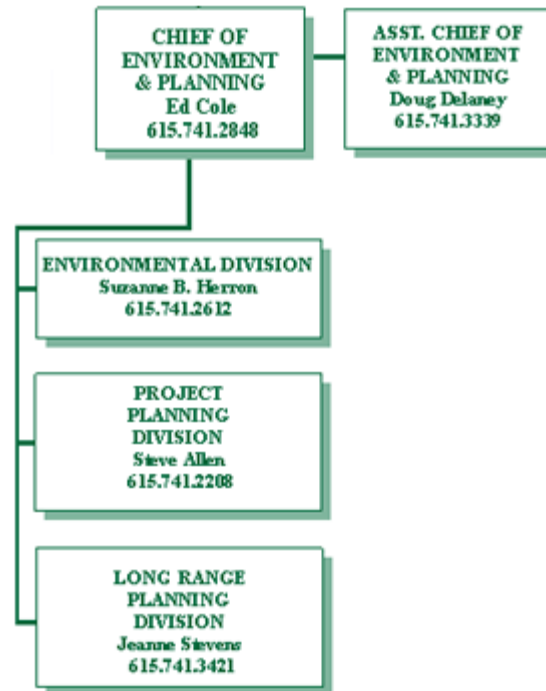 CHIEF OF
ENVIRONMENT
& PLANNING
Ed Cole
615.741.2848
ASST. CHIEF OF
ENVIRONMENT
& PLANNING
Doug Delaney
615.741.3339
ENVIRONMENTAL DIVISION
Suzanne B. Herron
615.741.2612
PROJECT
PLANNING
DIVISION
Steve Allen
615.741.2208
LONG RANGE
PLANNING
DIVISION
Jeanne Stevens
615.741.3421